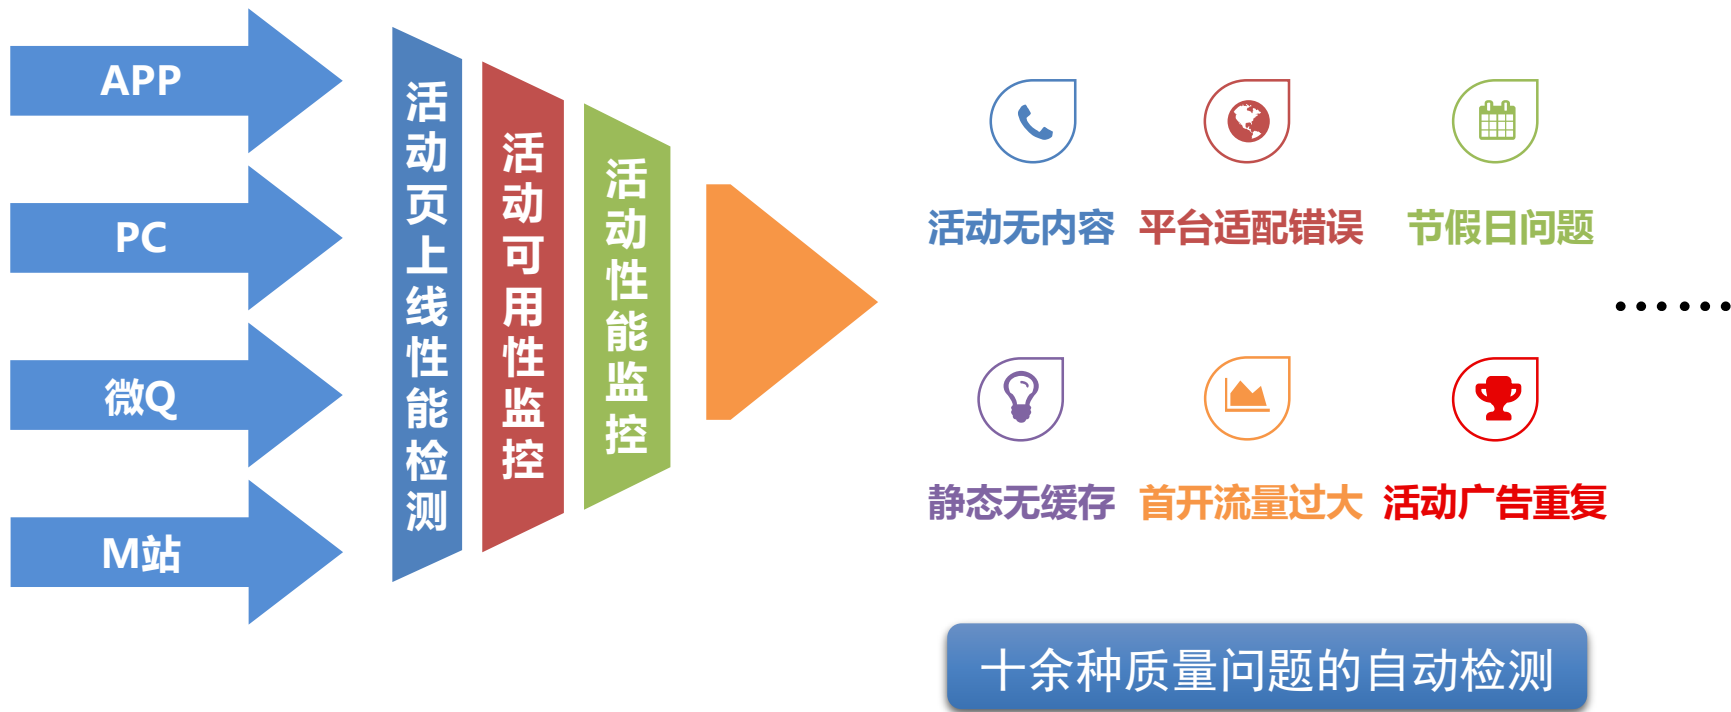 APP
PC
微Q
M站
活动页上线性能检测
活动可用性监控
活动性能监控
活动无内容
平台适配错误
节假日问题
……
静态无缓存
首开流量过大
活动广告重复
十余种质量问题的自动检测